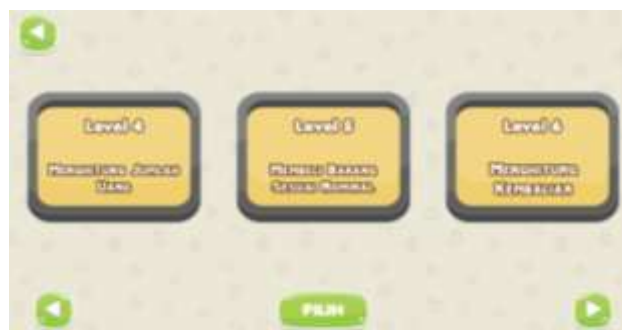 Level 4
Menghitung Jumlah
Uang
Level 5
Membeli Barang
Sesuai Nominal
Level 6
Menghitung
Kembalian
PILIH